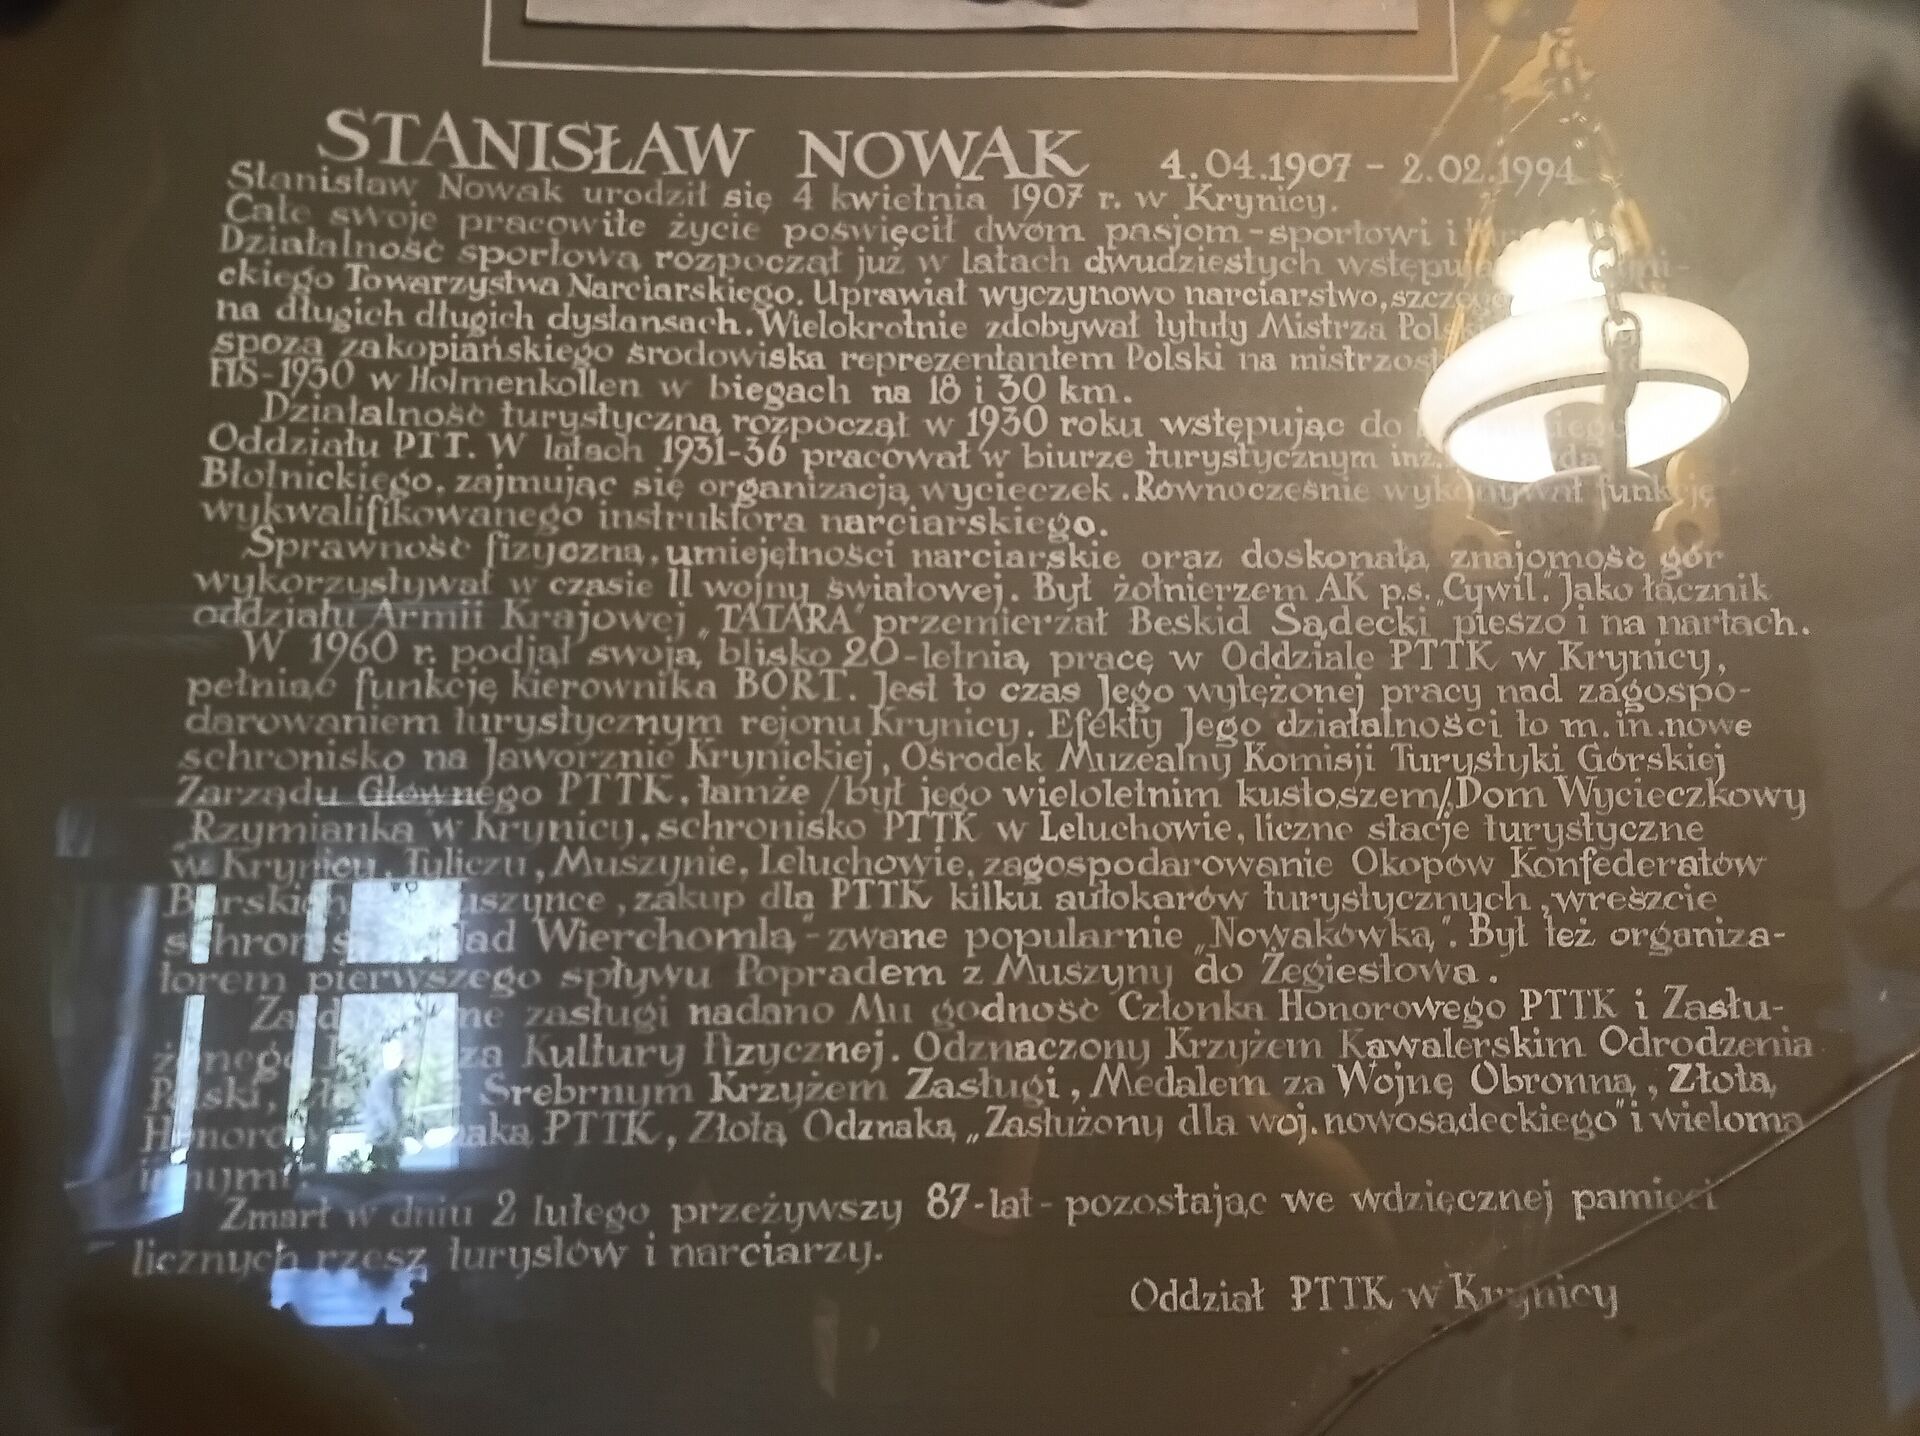 STANISŁAW NOWAK 4.04.1907 - 2.02.1994
Stanisław Nowak urodził się 4 kwietnia 1907 r. w Krynicy.
Całe swoje pracowite życie poświęcił dwóm pasjom - sportowi i
Działalność sportową rozpoczął już w latach dwudziestych
ckiego Towarzystwa Narciarskiego. Uprawiał wyczynowo narciarstwo,
na długich długich dystansach. Wielokrotnie zdobywał tytuły Mistrza
spoza zakopiańskiego środowiska reprezentantem Polski na
FIS-1930 w Holmenkollen w biegach na 18 i 30 km.
Działalność turystyczną rozpoczął w 1930 roku wstępując do
Oddziału PTT. W latach 1931-36 pracował w biurze turystycznym inż.
Błotnickiego, zajmując się organizacją wycieczek. Równocześnie wykonywał funkcję
wykwalifikowanego instruktora narciarskiego.
Sprawność fizyczną, umiejętności narciarskie oraz doskonałą znajomość gór
wykorzystywał w czasie II wojny światowej. Był żołnierzem AK p.s. „Cywil". Jako łącznik
oddziału Armii Krajowej „TATARA" przemierzał Beskid Sądecki pieszo i na nartach.
W 1960 r. podjął swoją, blisko 20-letnią pracę w Oddziale PTTK w Krynicy,
pełniąc funkcję kierownika BORT. Jest to czas Jego wytężonej pracy nad zagospo-
darowaniem turystycznym rejonu Krynicy. Efekty Jego działalności to m.in. nowe
schronisko na Jaworznie Krynickiej, Ośrodek Muzealny Komisji Turystyki Górskiej
Zarządu Głównego PTTK, tamże /był jego wieloletnim kustoszem/, Dom Wycieczkowy
„Rzymianka" w Krynicy, schronisko PTTK w Leluchowie, liczne stacje turystyczne
w Krynicy, Tyliczu, Muszynie, Leluchowie, zagospodarowanie Okopów Konfederatów
Barskich Muszynce, zakup dla PTTK kilku autokarów turystycznych, wreszcie
nad Wierchomlą - zwane popularnie „Nowakówką". Był też organiza-
torem pierwszego spływu Popradem z Muszyny do Żegiestowa.
zasługi nadano Mu godność Członka Honorowego PTTK i Zasłu-
żonego Kultury Fizycznej. Odznaczony Krzyżem Kawalerskim Odrodzenia
Polski, Srebrnym Krzyżem Zasługi, Medalem za Wojnę Obronną, Złotą
PTTK, Złotą Odznaką „Zasłużony dla woj. nowosądeckiego" i wieloma
innymi.
Zmarł w dniu 2 lutego przeżywszy 87-lat - pozostając we wdzięcznej pamięci
licznych rzesz turystów i narciarzy.
Oddział PTTK w Krynicy